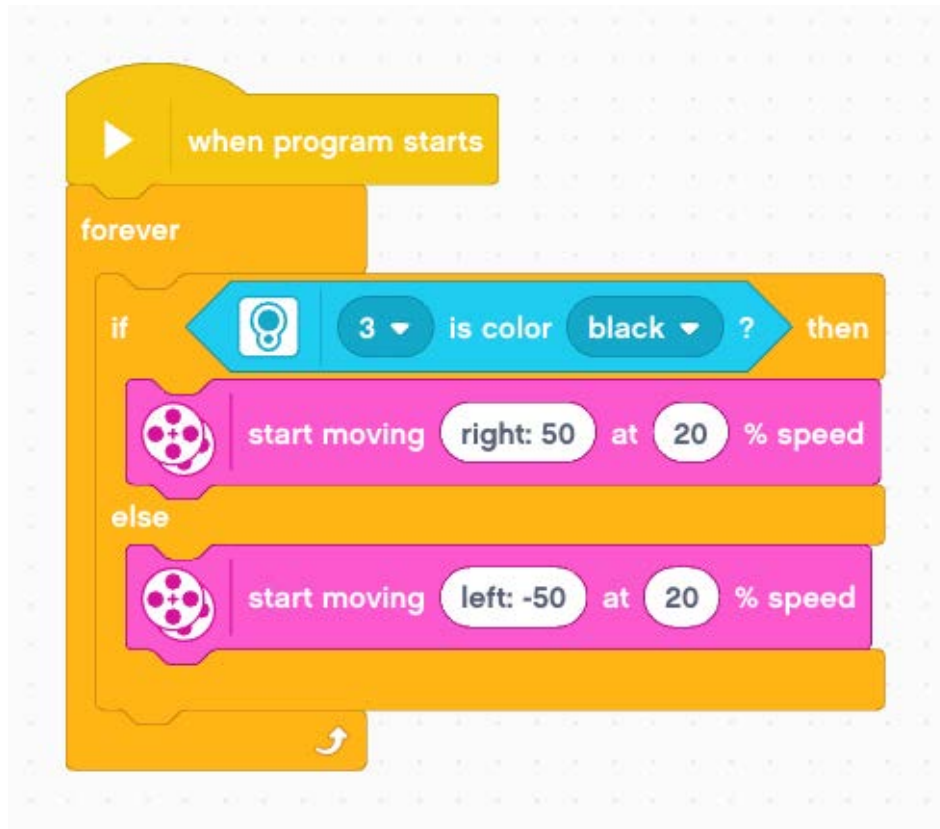 when program starts
forever
if 3 is color black ? then
start moving right: 50 at 20 % speed
else
start moving left: -50 at 20 % speed